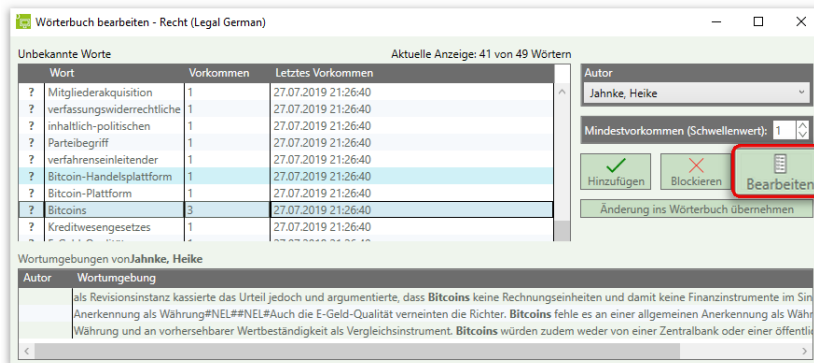 Wörterbuch bearbeiten - Recht (Legal German)
Unbekannte Worte Aktuelle Anzeige: 41 von 49 Wörtern
Wort Vorkommen Letztes Vorkommen
? Mitgliederakquisition 1 27.07.2019 21:26:40
? verfassungswiderrechtliche 1 27.07.2019 21:26:40
? inhaltlich-politischen 1 27.07.2019 21:26:40
? Parteibegriff 1 27.07.2019 21:26:40
? verfahrenseinleitender 1 27.07.2019 21:26:40
? Bitcoin-Handelsplattform 1 27.07.2019 21:26:40
? Bitcoin-Plattform 1 27.07.2019 21:26:40
? Bitcoins 3 27.07.2019 21:26:40
? Kreditwesengesetzes 1 27.07.2019 21:26:40
Autor
Jahnke, Heike
Mindestvorkommen (Schwellenwert): 1
Hinzufügen Blockieren Bearbeiten
Änderung ins Wörterbuch übernehmen
Wortumgebungen vonJahnke, Heike
Autor Wortumgebung
als Revisionsinstanz kassierte das Urteil jedoch und argumentierte, dass Bitcoins keine Rechnungseinheiten und damit keine Finanzinstrumente im Sin
Anerkennung als Währung#NEL##NEL#Auch die E-Geld-Qualität verneinten die Richter. Bitcoins fehle es an einer allgemeinen Anerkennung als Währ
Währung und an vorhersehbarer Wertbeständigkeit als Vergleichsinstrument. Bitcoins würden zudem weder von einer Zentralbank oder einer öffentlic